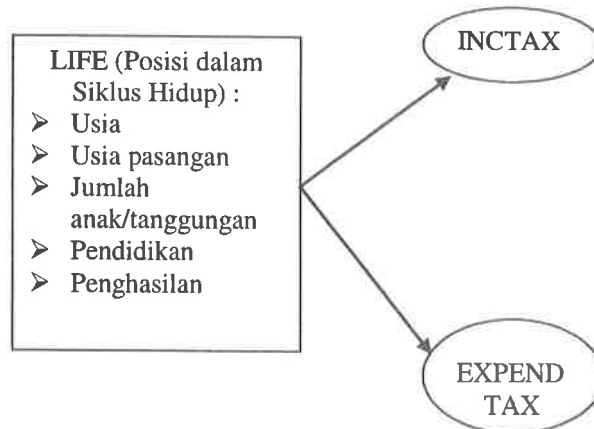 LIFE (Posisi dalam
Siklus Hidup) :
➢ Usia
➢ Usia pasangan
➢ Jumlah
anak/tanggungan
➢ Pendidikan
➢ Penghasilan
INCTAX
EXPEND
TAX